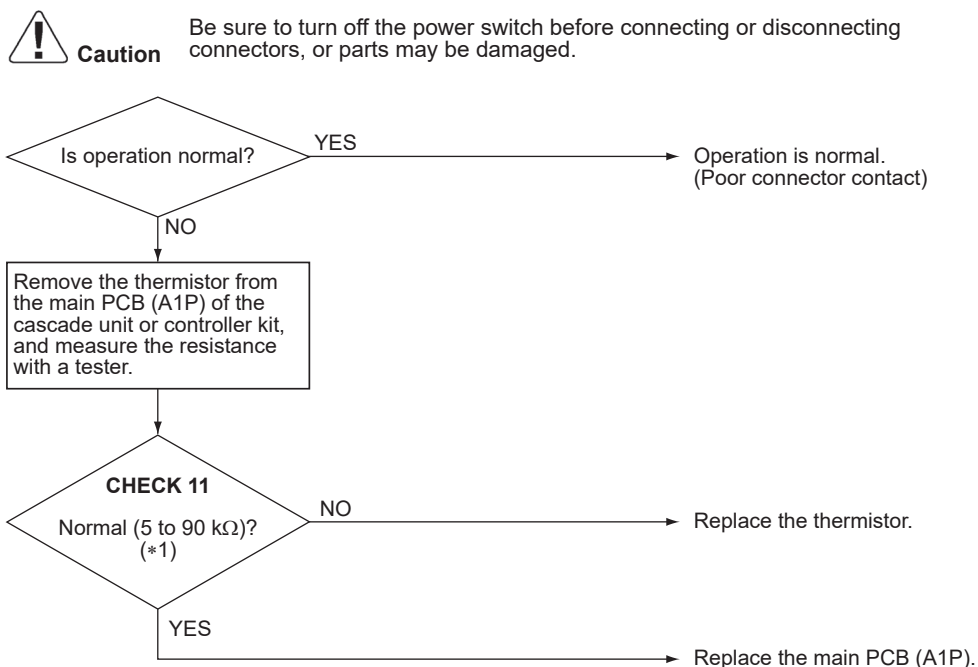 Caution
Be sure to turn off the power switch before connecting or disconnecting
connectors, or parts may be damaged.
Is operation normal?
YES
Operation is normal.
(Poor connector contact)
NO
Remove the thermistor from
the main PCB (A1P) of the
cascade unit or controller kit,
and measure the resistance
with a tester.
CHECK 11
Normal (5 to 90 kΩ)?
(*1)
NO
Replace the thermistor.
YES
Replace the main PCB (A1P).